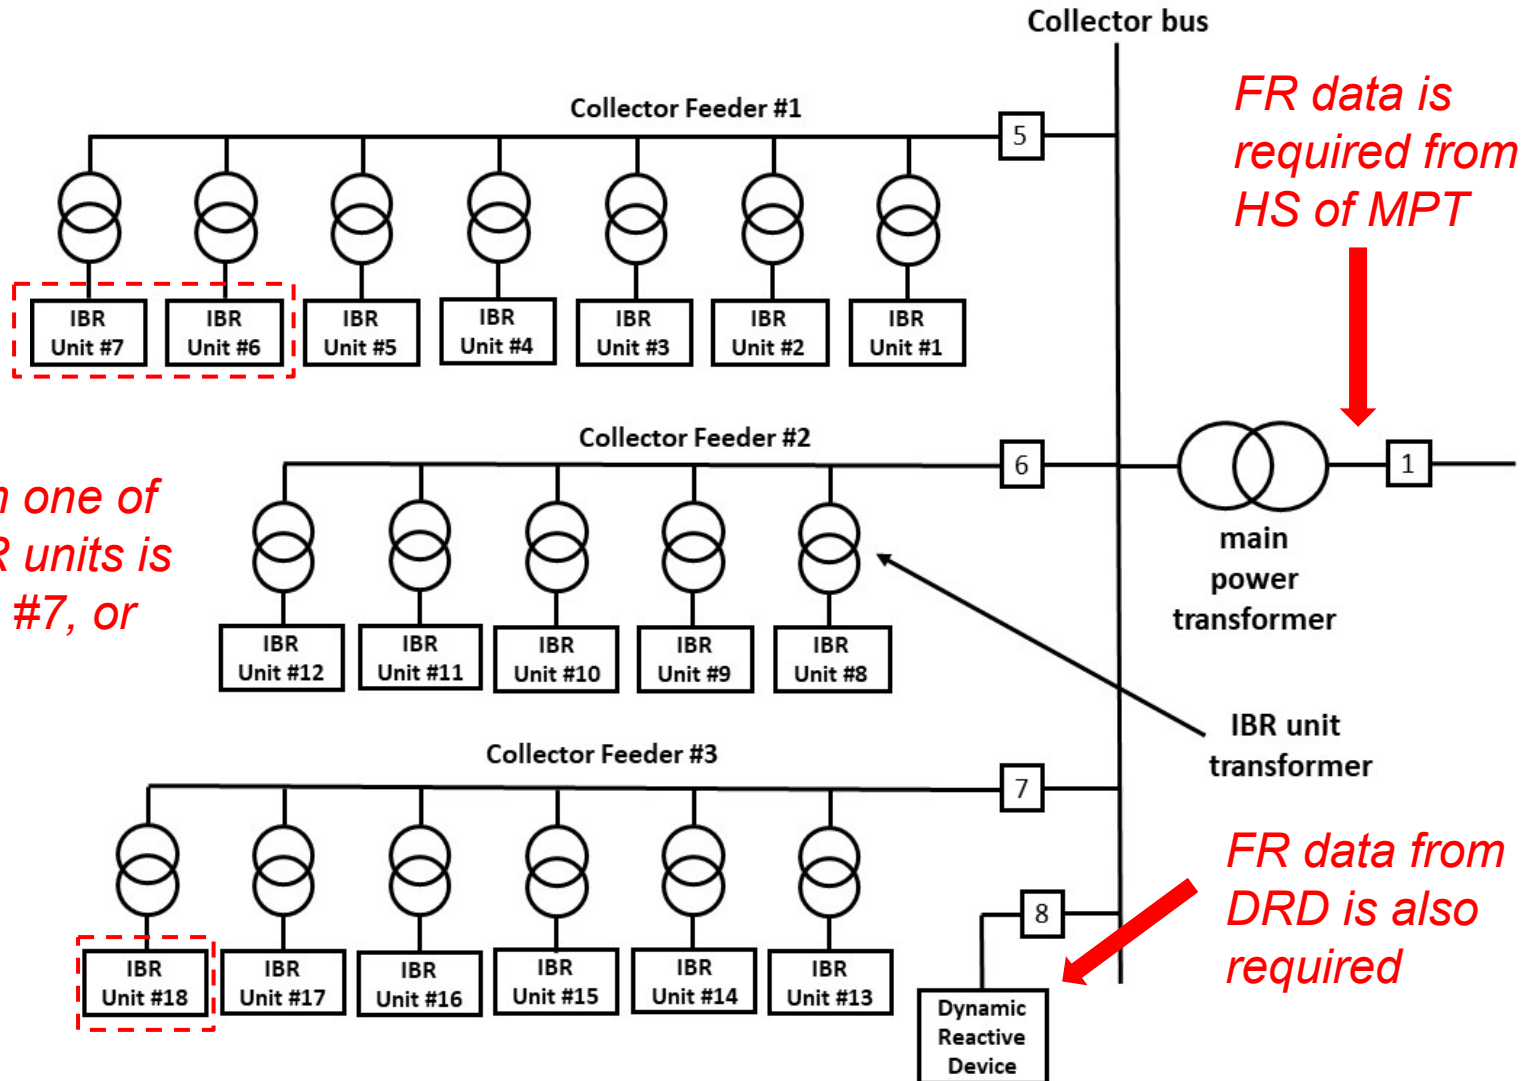 Collector bus
FR data is
required from
HS of MPT
Collector Feeder #1
5
IBR
Unit #7
IBR
Unit #6
IBR
Unit #5
IBR
Unit #4
IBR
Unit #3
IBR
Unit #2
IBR
Unit #1
Collector Feeder #2
6
1
one of
units is
#7, or
main
power
transformer
IBR
Unit #12
IBR
Unit #11
IBR
Unit #10
IBR
Unit #9
IBR
Unit #8
IBR unit
transformer
Collector Feeder #3
7
IBR
Unit #18
IBR
Unit #17
IBR
Unit #16
IBR
Unit #15
IBR
Unit #14
IBR
Unit #13
8
Dynamic
Reactive
Device
FR data from
DRD is also
required